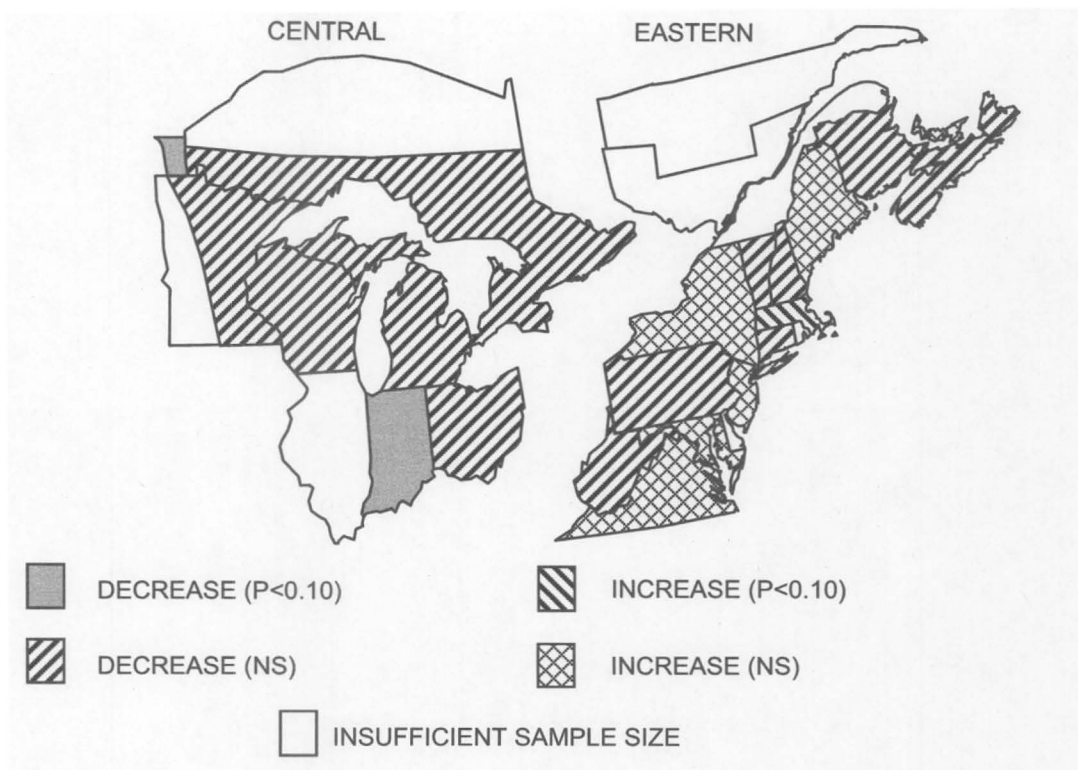 CENTRAL
EASTERN
DECREASE (P<0.10)
INCREASE (P<0.10)
DECREASE (NS)
INCREASE (NS)
INSUFFICIENT SAMPLE SIZE